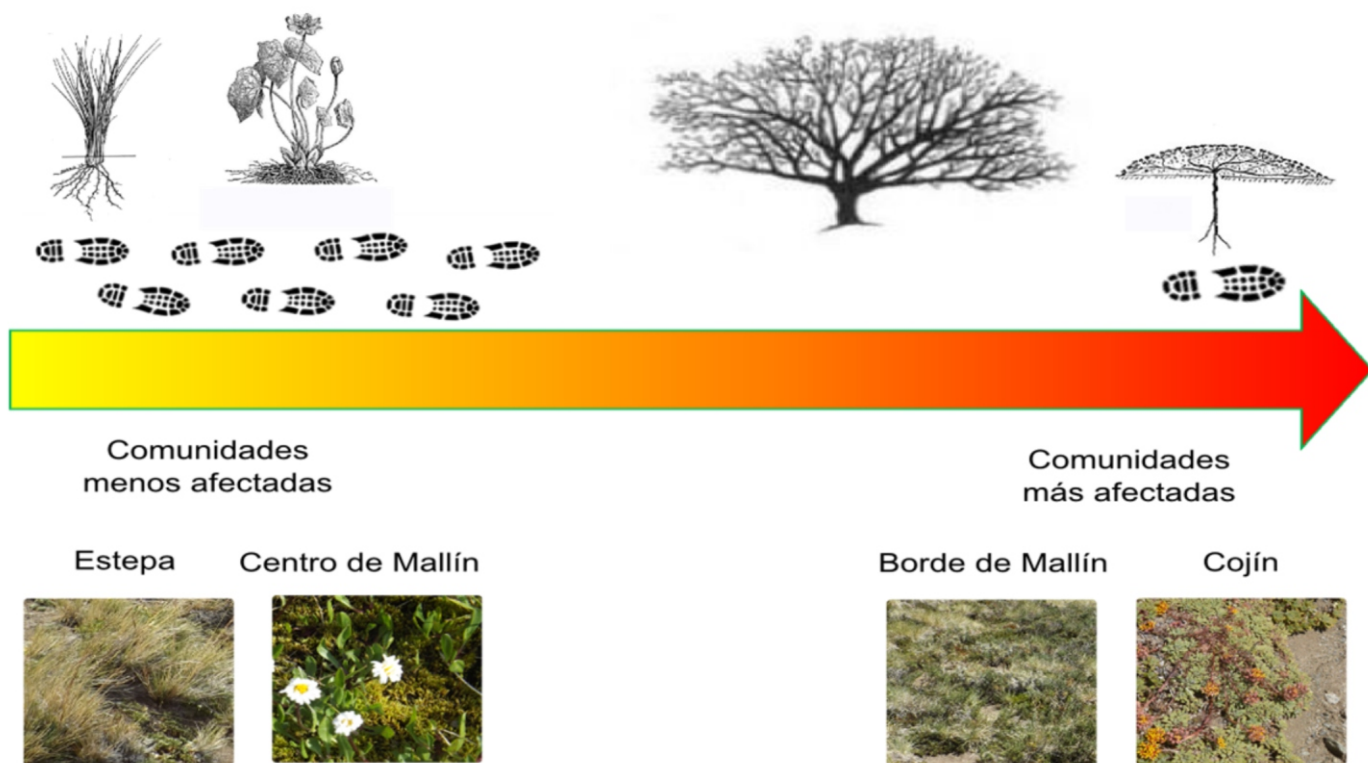 Comunidades
menos afectadas
Comunidades
más afectadas
Estepa
Centro de Mallín
Borde de Mallín
Cojín